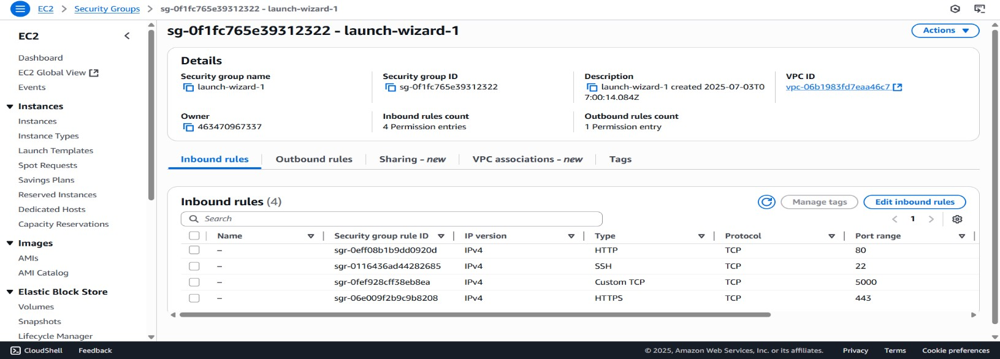 EC2 > Security Groups > sg-0f1fc765e39312322 - launch-wizard-1
EC2
Dashboard
EC2 Global View
Events
Instances
Instances
Instance Types
Launch Templates
Spot Requests
Savings Plans
Reserved Instances
Dedicated Hosts
Capacity Reservations
Images
AMIs
AMI Catalog
Elastic Block Store
Volumes
Snapshots
Lifecycle Manager
sg-0f1fc765e39312322 - launch-wizard-1
Actions
Details
Security group name
launch-wizard-1
Security group ID
sg-0f1fc765e39312322
Description
launch-wizard-1 created 2025-07-03T0
7:00:14.084Z
VPC ID
vpc-06b1983fd7eaa46c7
Owner
463470967337
Inbound rules count
4 Permission entries
Outbound rules count
1 Permission entry
Inbound rules Outbound rules Sharing - new VPC associations - new Tags
Inbound rules (4)
Manage tags Edit inbound rules
Search
1
Name Security group rule ID IP version Type Protocol Port range
– sgr-0eff08b1b9dd0920d IPv4 HTTP TCP 80
– sgr-0116436ad44282685 IPv4 SSH TCP 22
– sgr-0fef928cff38eb8ea IPv4 Custom TCP TCP 5000
– sgr-06e009f2b9c9b8208 IPv4 HTTPS TCP 443
CloudShell Feedback © 2025, Amazon Web Services, Inc. or its affiliates. Privacy Terms Cookie preferences